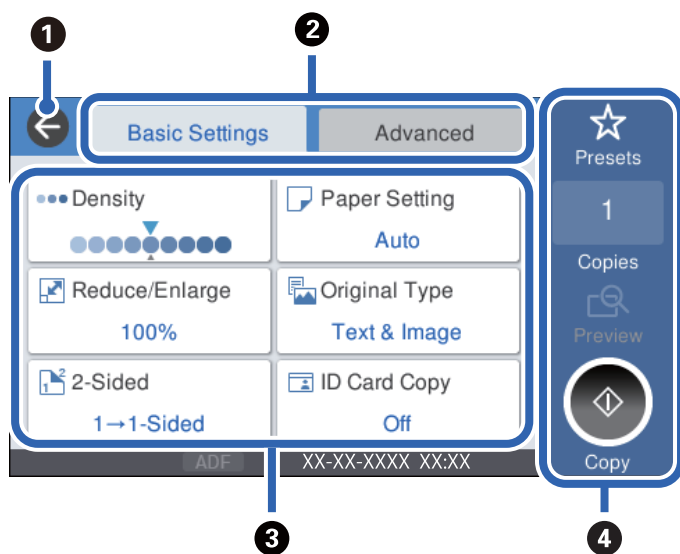 1
2
Basic Settings
Advanced
Presets
Density
Paper Setting
Auto
1
Copies
Reduce/Enlarge
100%
Original Type
Text & Image
Preview
1 2 2-Sided
1→1-Sided
ID Card Copy
Off
ADF
XX-XX-XXXX XX:XX
Copy
3
4